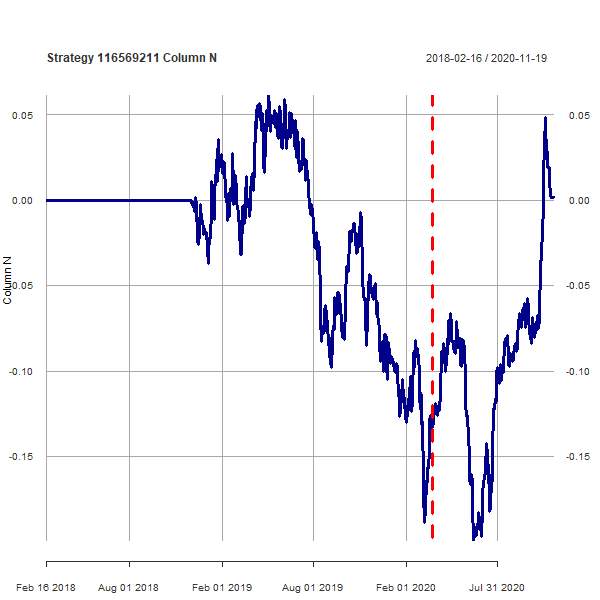 Strategy 116569211 Column N 2018-02-16 / 2020-11-19
0.05 0.05
0.00 0.00
-0.05 -0.05
-0.10 -0.10
-0.15 -0.15
Column N
Feb 16 2018 Aug 01 2018 Feb 01 2019 Aug 01 2019 Feb 01 2020 Jul 31 2020